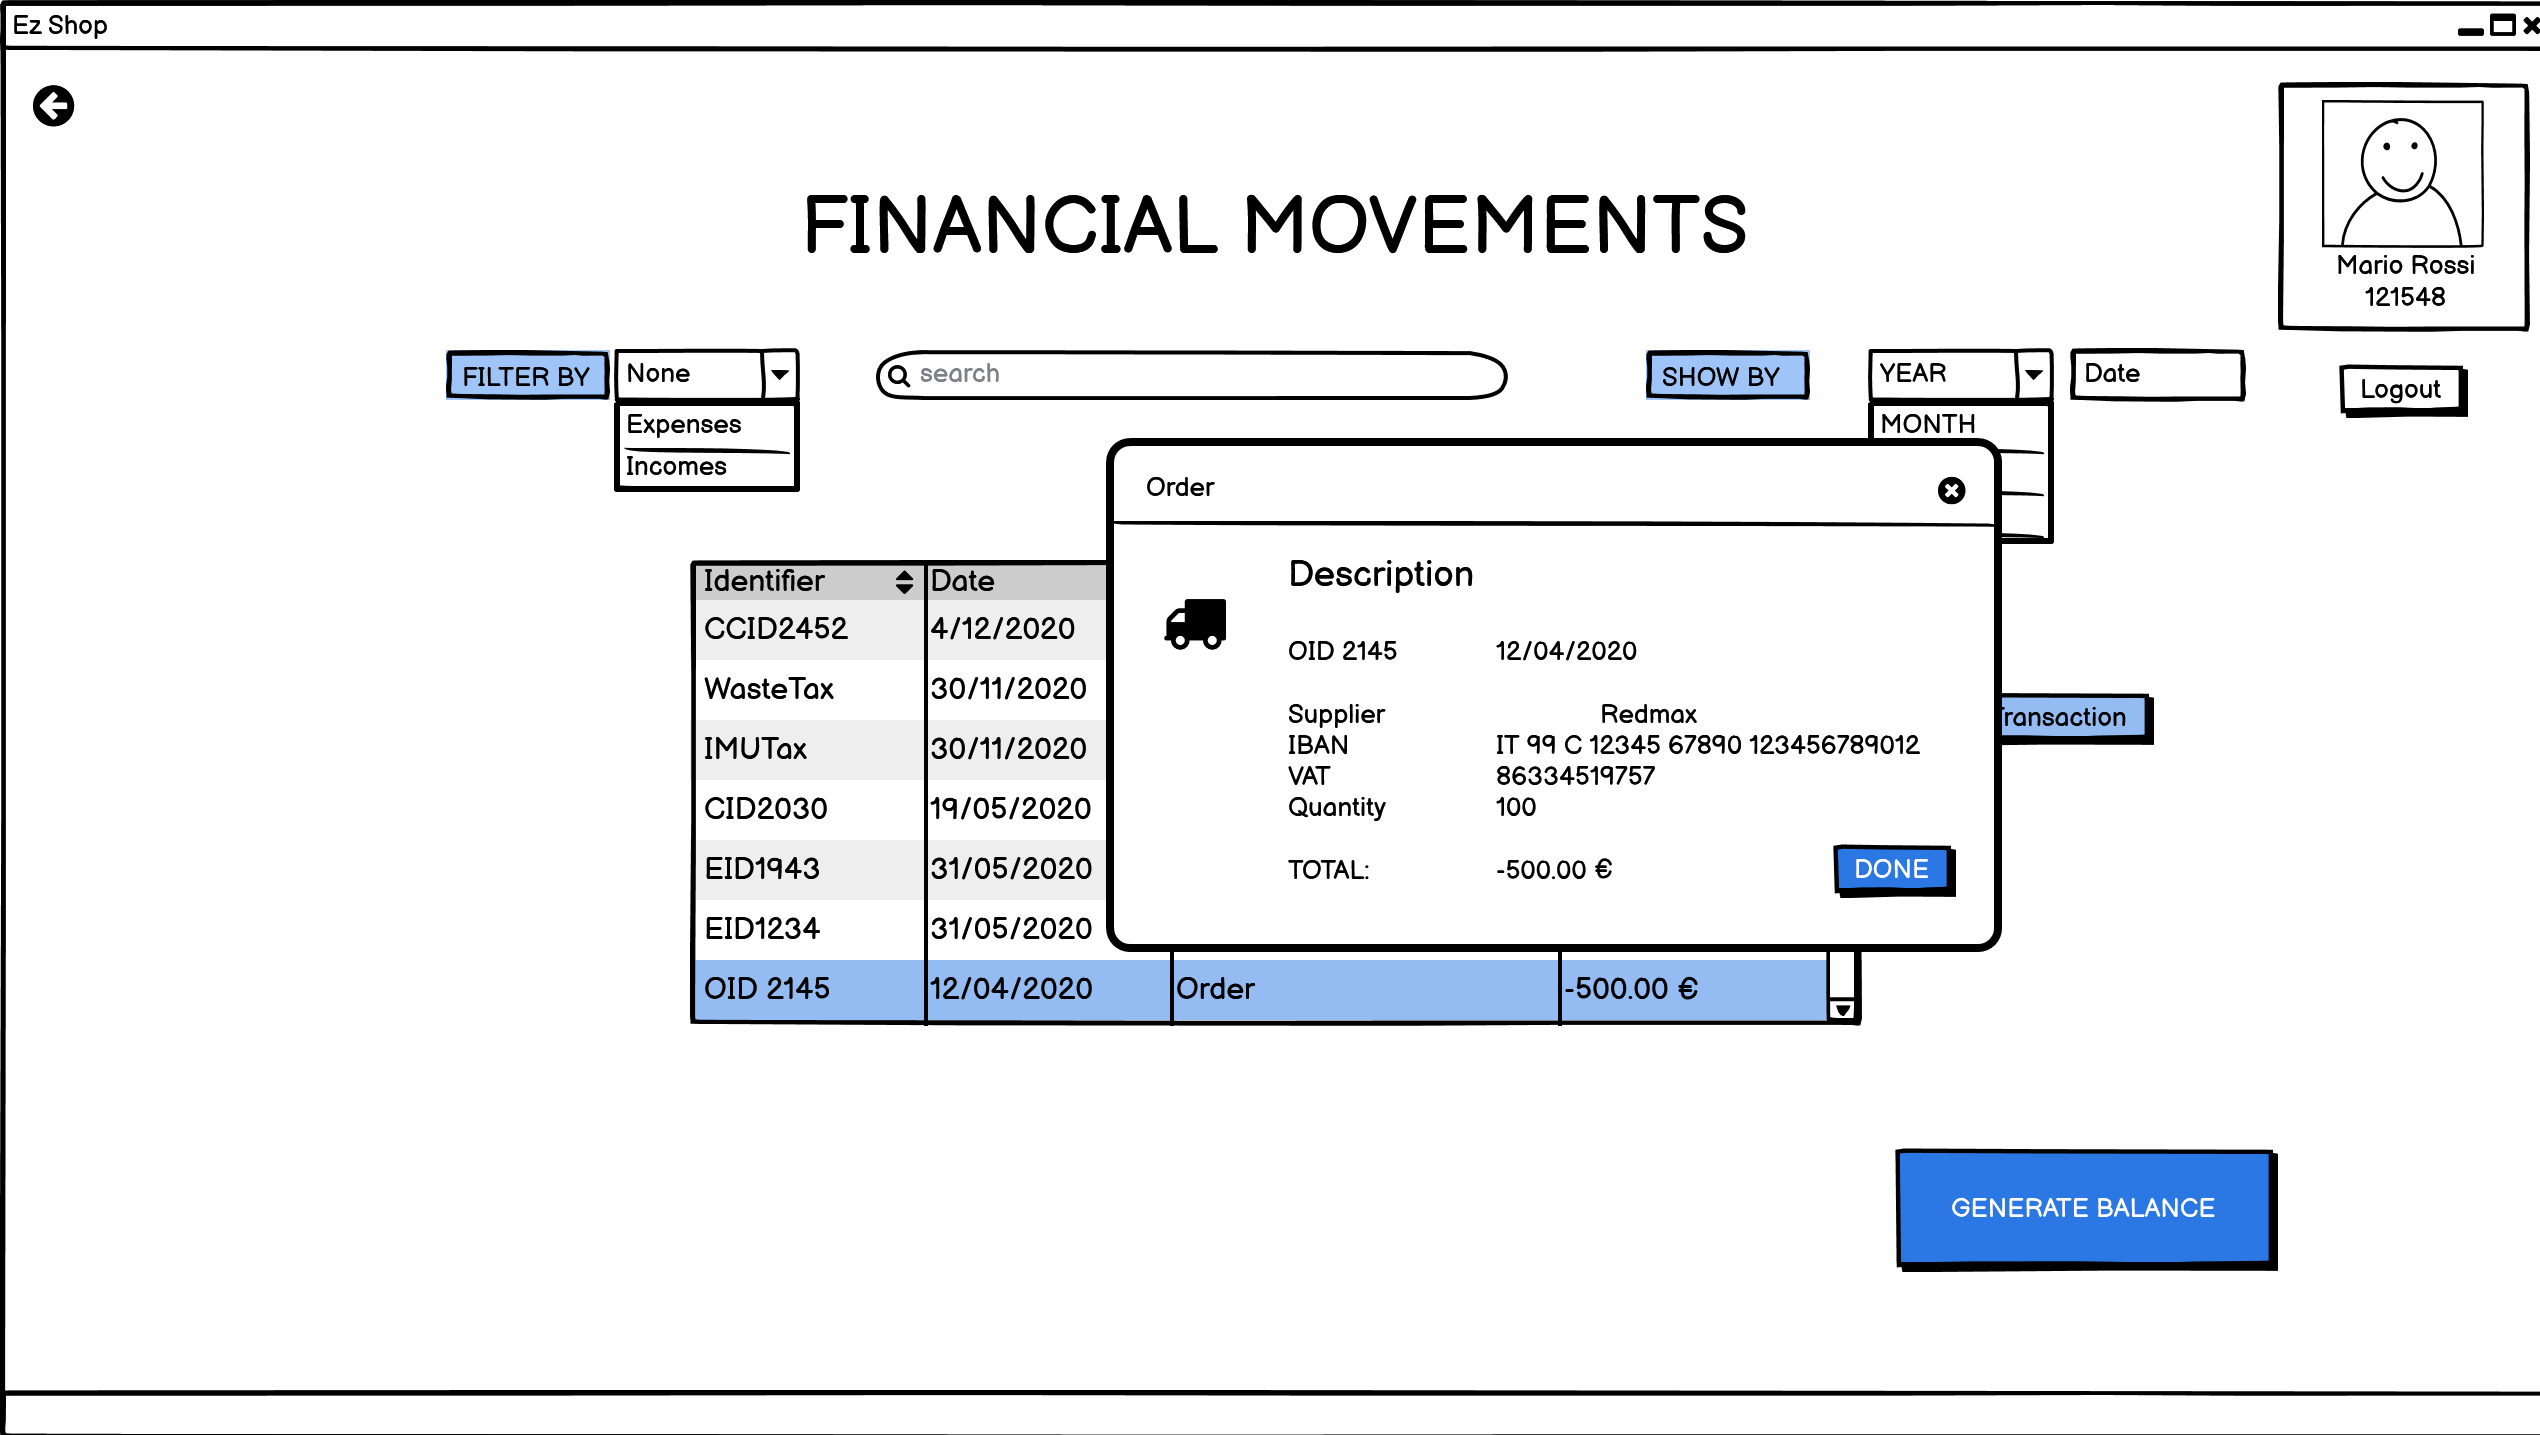 Ez Shop
FINANCIAL MOVEMENTS
Mario Rossi
121548
FILTER BY
None
Expenses
Incomes
search
SHOW BY
YEAR
MONTH
Date
Logout
Order
Description
OID 2145 12/04/2020
Supplier Redmax
IBAN IT 99 C 12345 67890 123456789012
VAT 86334519757
Quantity 100
TOTAL: -500.00 €
DONE
Identifier Date
CCID2452 4/12/2020
WasteTax 30/11/2020
IMUTax 30/11/2020
CID2030 19/05/2020
EID1943 31/05/2020
EID1234 31/05/2020
OID 2145 12/04/2020 Order -500.00 €
GENERATE BALANCE